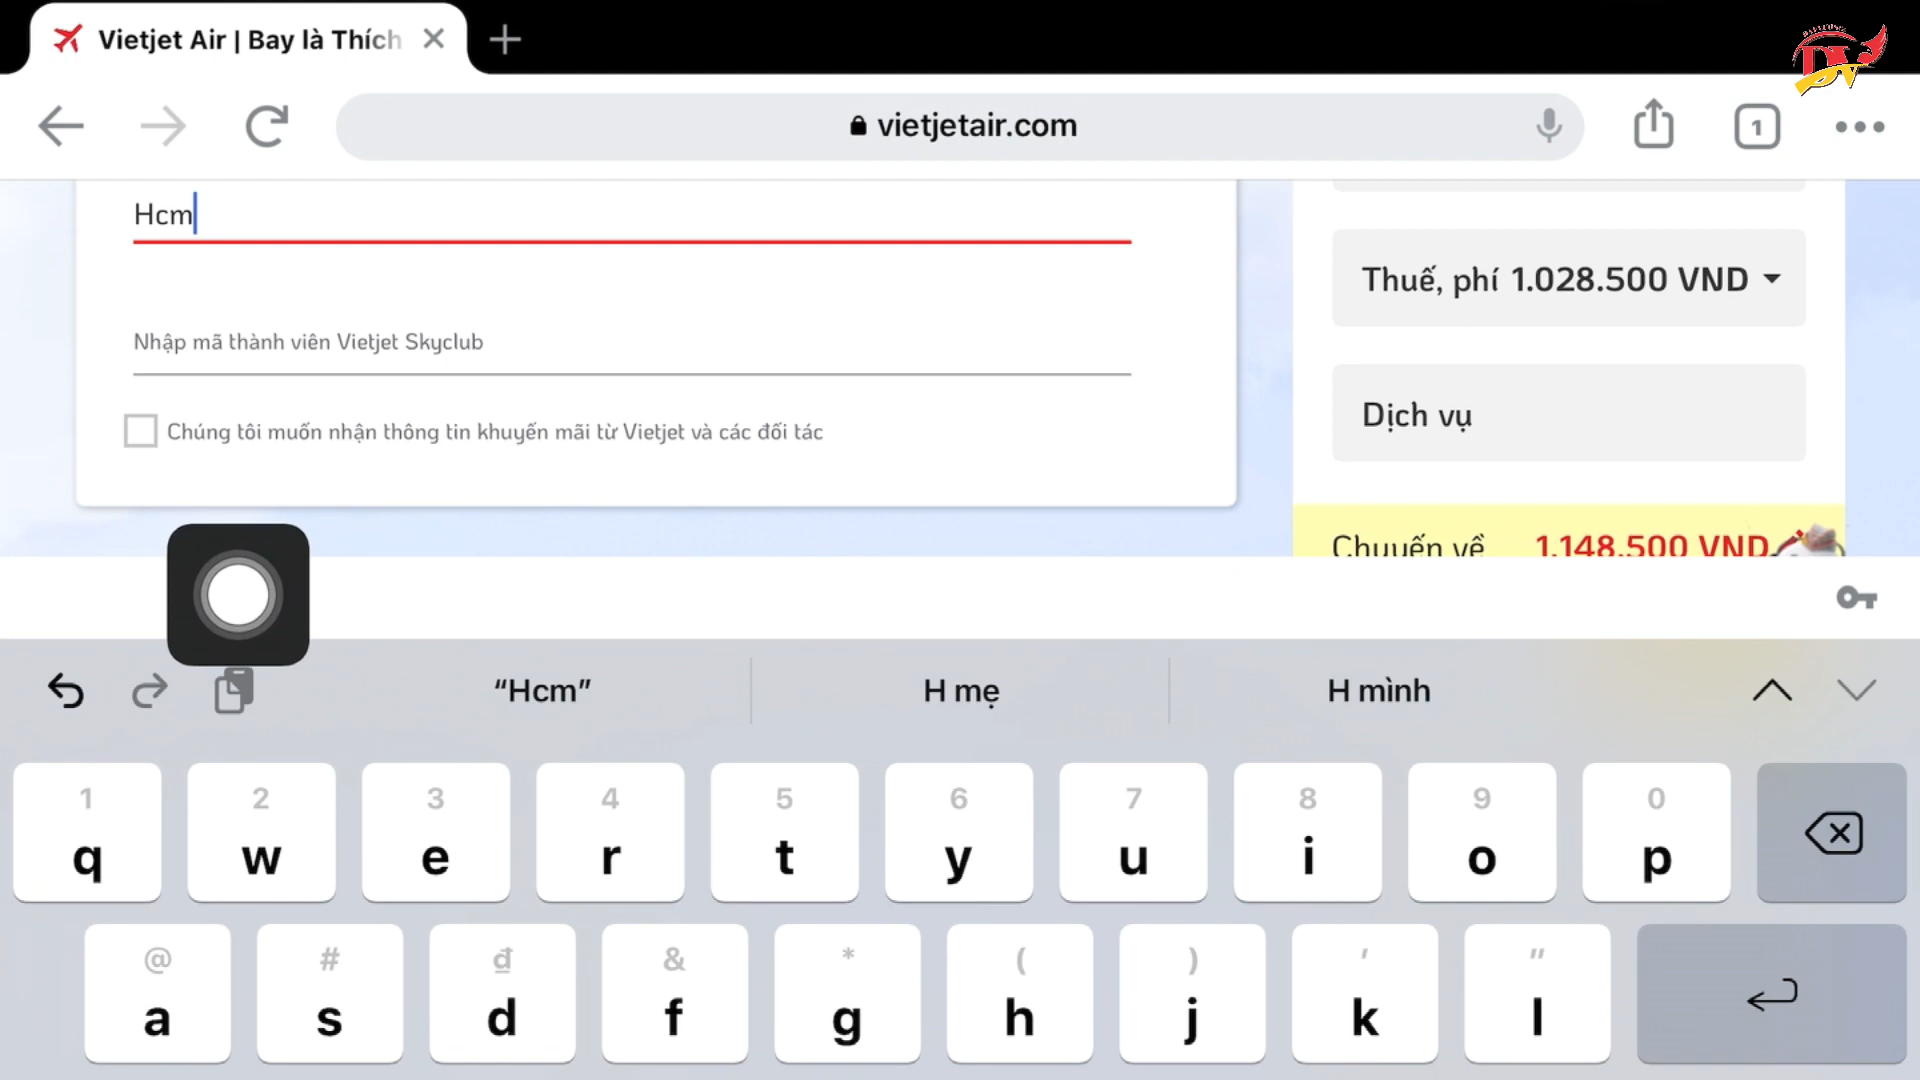 Vietjet Air | Bay là Thích
vietjetair.com
1
Hcm
Nhập mã thành viên Vietjet Skyclub
Chúng tôi muốn nhận thông tin khuyến mãi từ Vietjet và các đối tác
Thuế, phí 1.028.500 VND
Dịch vụ
Chuyến về 1.148.500 VND
“Hcm”
H mẹ
H mình
1 2 3 4 5 6 7 8 9 0
q w e r t y u i o p
@ # ₫ & * ( ) ' "
a s d f g h j k l